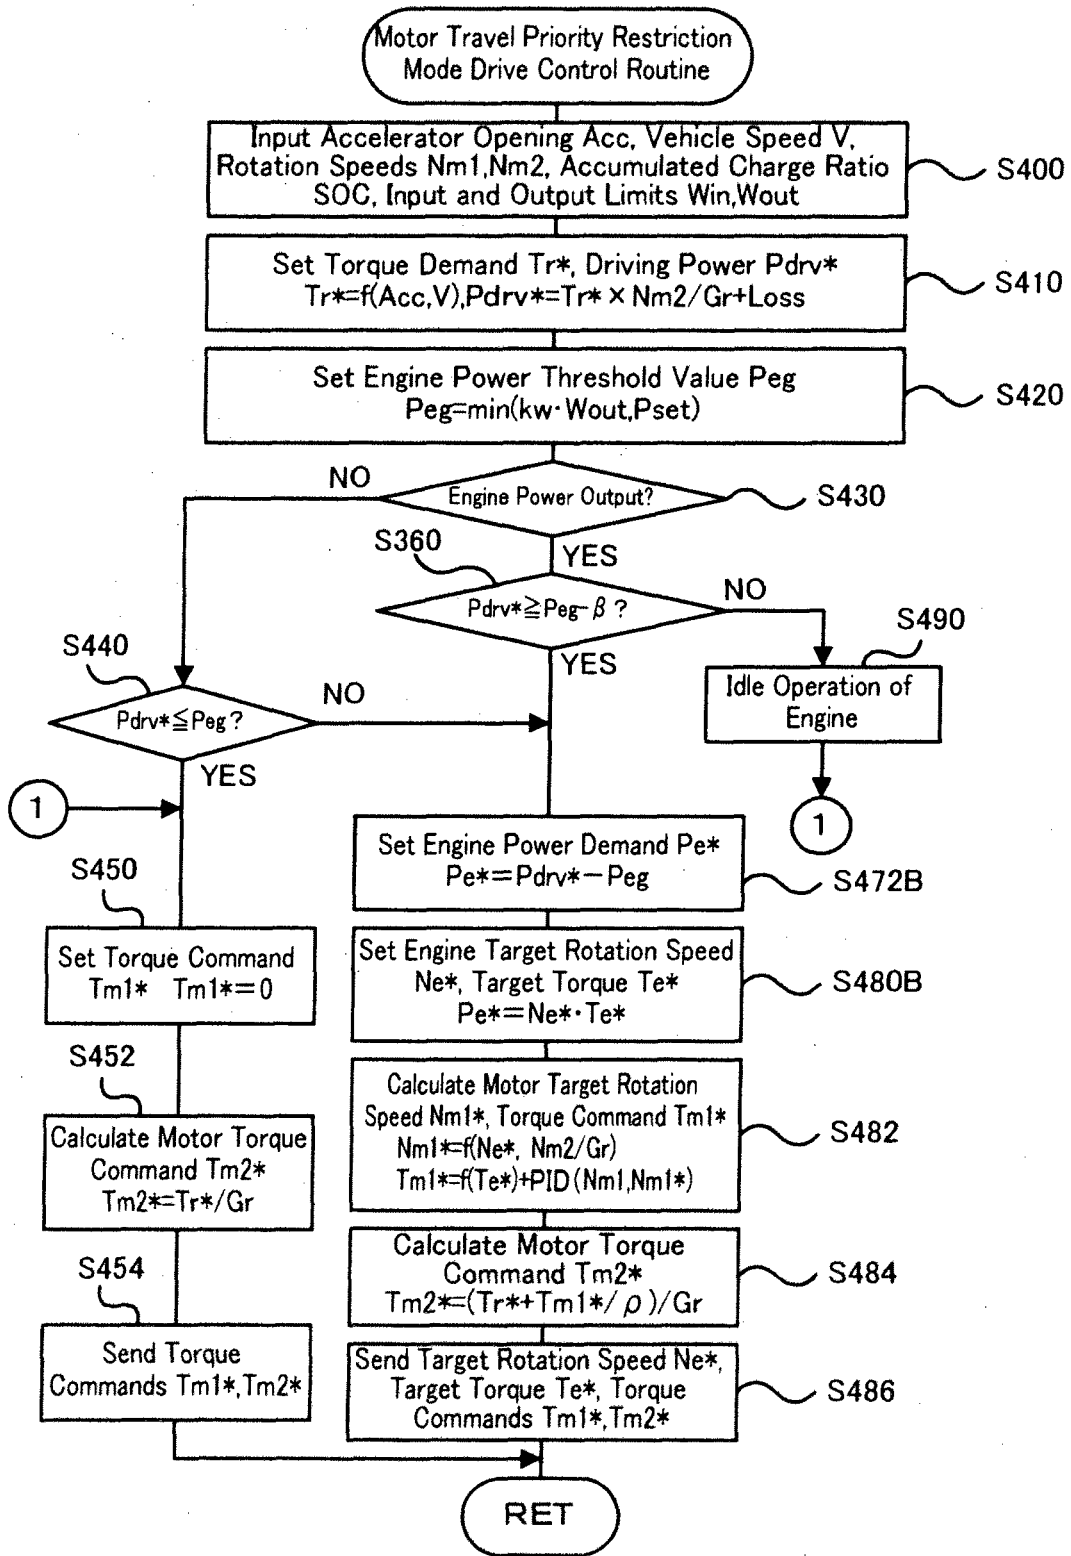 Motor Travel Priority Restriction
Mode Drive Control Routine
Input Accelerator Opening Acc, Vehicle Speed V,
Rotation Speeds Nm1,Nm2, Accumulated Charge Ratio
SOC, Input and Output Limits Win,Wout
S400
Set Torque Demand Tr*, Driving Power Pdrv*
Tr*=f(Acc,V),Pdrv*=Tr*×Nm2/Gr+Loss
S410
Set Engine Power Threshold Value Peg
Peg=min(kw·Wout,Pset)
S420
NO
Engine Power Output?
S430
S360
YES
Pdrv*≧Peg-β?
NO
S490
S440
YES
Idle Operation of
Engine
Pdrv*≦Peg?
NO
YES
1
1
Set Engine Power Demand Pe*
Pe*=Pdrv*-Peg
S472B
S450
Set Torque Command
Tm1* Tm1*=0
Set Engine Target Rotation Speed
Ne*, Target Torque Te*
Pe*=Ne*·Te*
S480B
S452
Calculate Motor Torque
Command Tm2*
Tm2*=Tr*/Gr
Calculate Motor Target Rotation
Speed Nm1*, Torque Command Tm1*
Nm1*=f(Ne*, Nm2/Gr)
Tm1*=f(Te*)+PID(Nm1,Nm1*)
S482
Calculate Motor Torque
Command Tm2*
Tm2*=(Tr*+Tm1*/ρ)/Gr
S484
S454
Send Torque
Commands Tm1*,Tm2*
Send Target Rotation Speed Ne*,
Target Torque Te*, Torque
Commands Tm1*,Tm2*
S486
RET